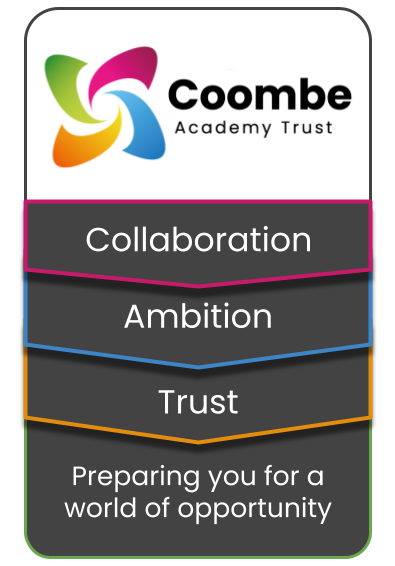 Coombe
Academy Trust
Collaboration
Ambition
Trust
Preparing you for a
world of opportunity